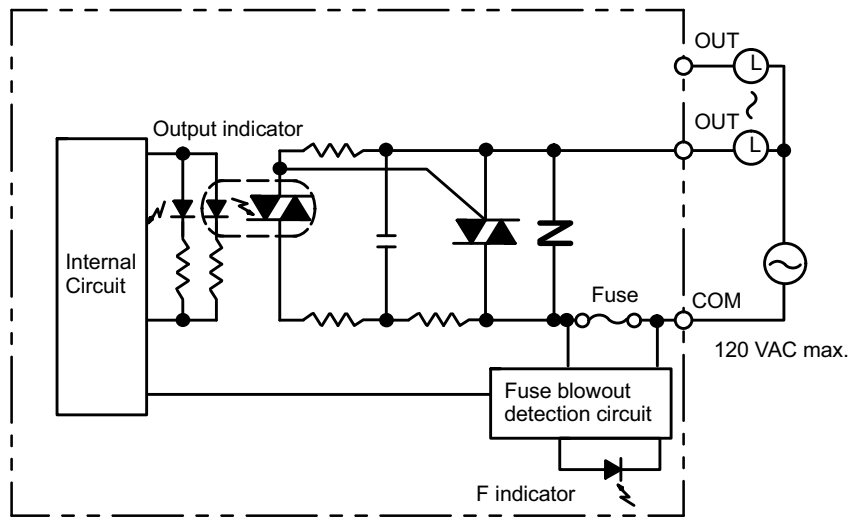 OUT
L
OUT
L
Output indicator
Internal
Circuit
Fuse
COM
120 VAC max.
Fuse blowout
detection circuit
F indicator